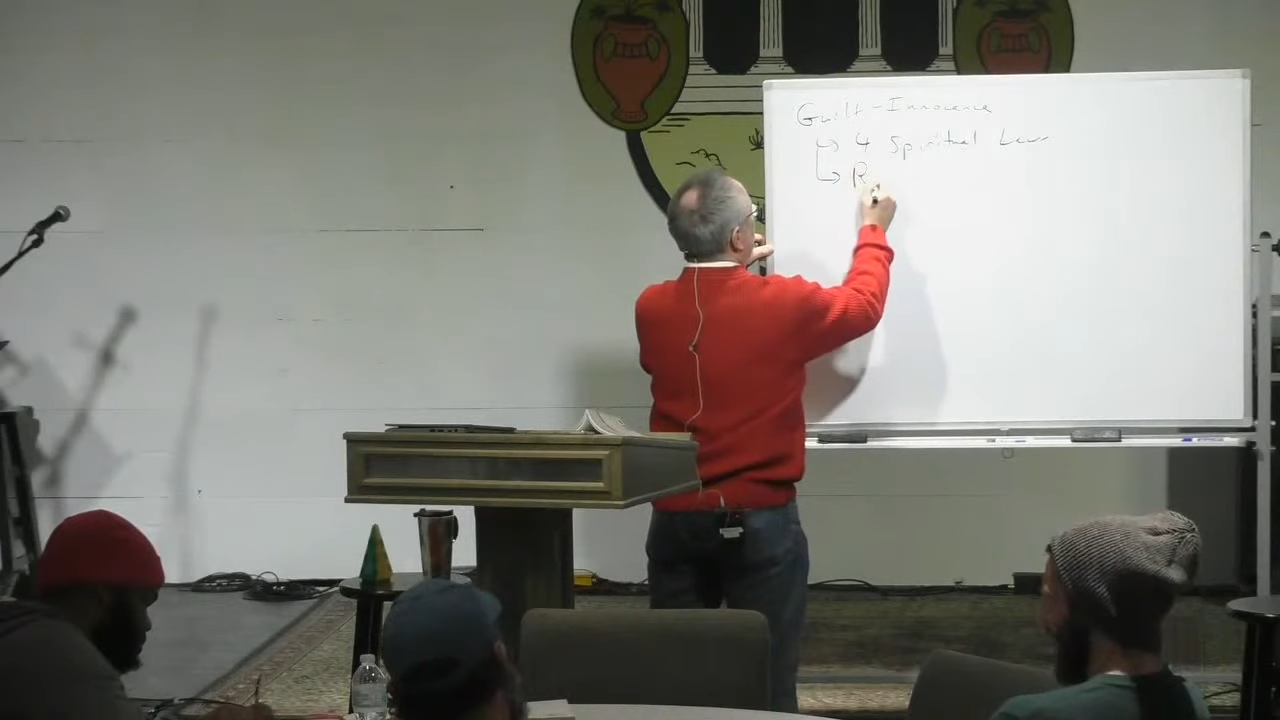 Guilt - Innocence
↳ 4 Spiritual Laws
↳ R